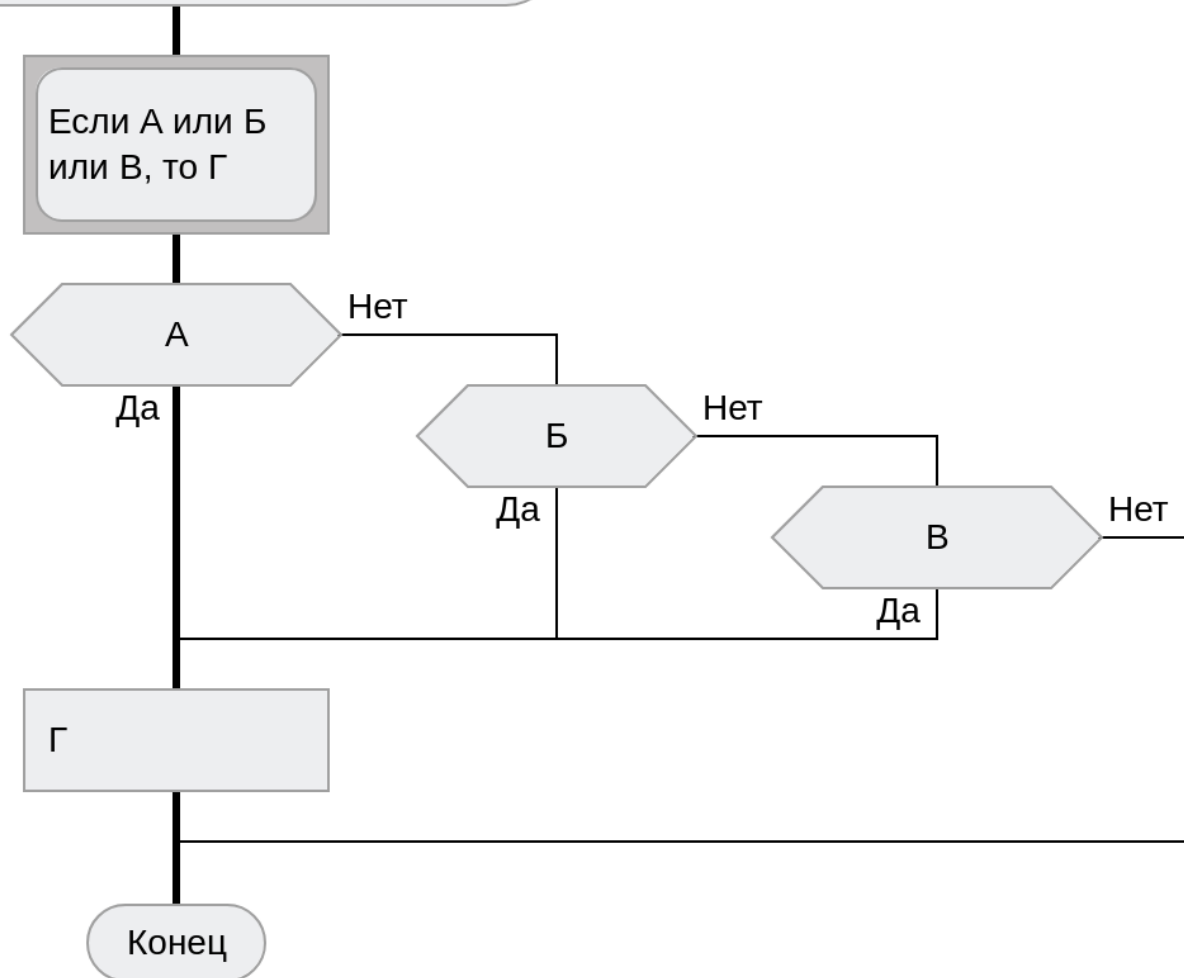 Если А или Б
или В, то Г
А
Нет
Да
Б
Нет
Да
В
Нет
Да
Г
Конец